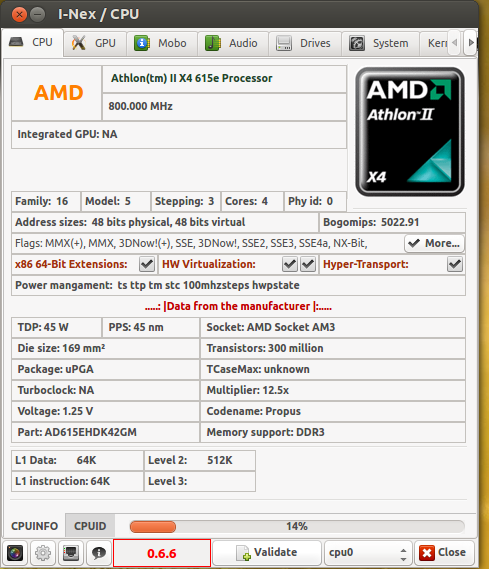 I-Nex / CPU
CPU GPU Mobo Audio Drives System Kern
AMD
Athlon(tm) II X4 615e Processor
800.000 MHz
Integrated GPU: NA
AMD
Athlon™II
X4
Family: 16 Model: 5 Stepping: 3 Cores: 4 Phy id: 0
Address sizes: 48 bits physical, 48 bits virtual Bogomips: 5022.91
Flags: MMX(+), MMX, 3DNow!(+), SSE, 3DNow!, SSE2, SSE3, SSE4a, NX-Bit, More...
x86 64-Bit Extensions: HW Virtualization: Hyper-Transport:
Power mangament: ts ttp tm stc 100mhzsteps hwpstate
.....: |Data from the manufacturer |:.....
TDP: 45 W PPS: 45 nm Socket: AMD Socket AM3
Die size: 169 mm² Transistors: 300 million
Package: uPGA TCaseMax: unknown
Turboclock: NA Multiplier: 12.5x
Voltage: 1.25 V Codename: Propus
Part: AD615EHDK42GM Memory support: DDR3
L1 Data: 64K Level 2: 512K
L1 instruction: 64K Level 3:
CPUINFO CPUID 14%
0.6.6 Validate cpu0 Close